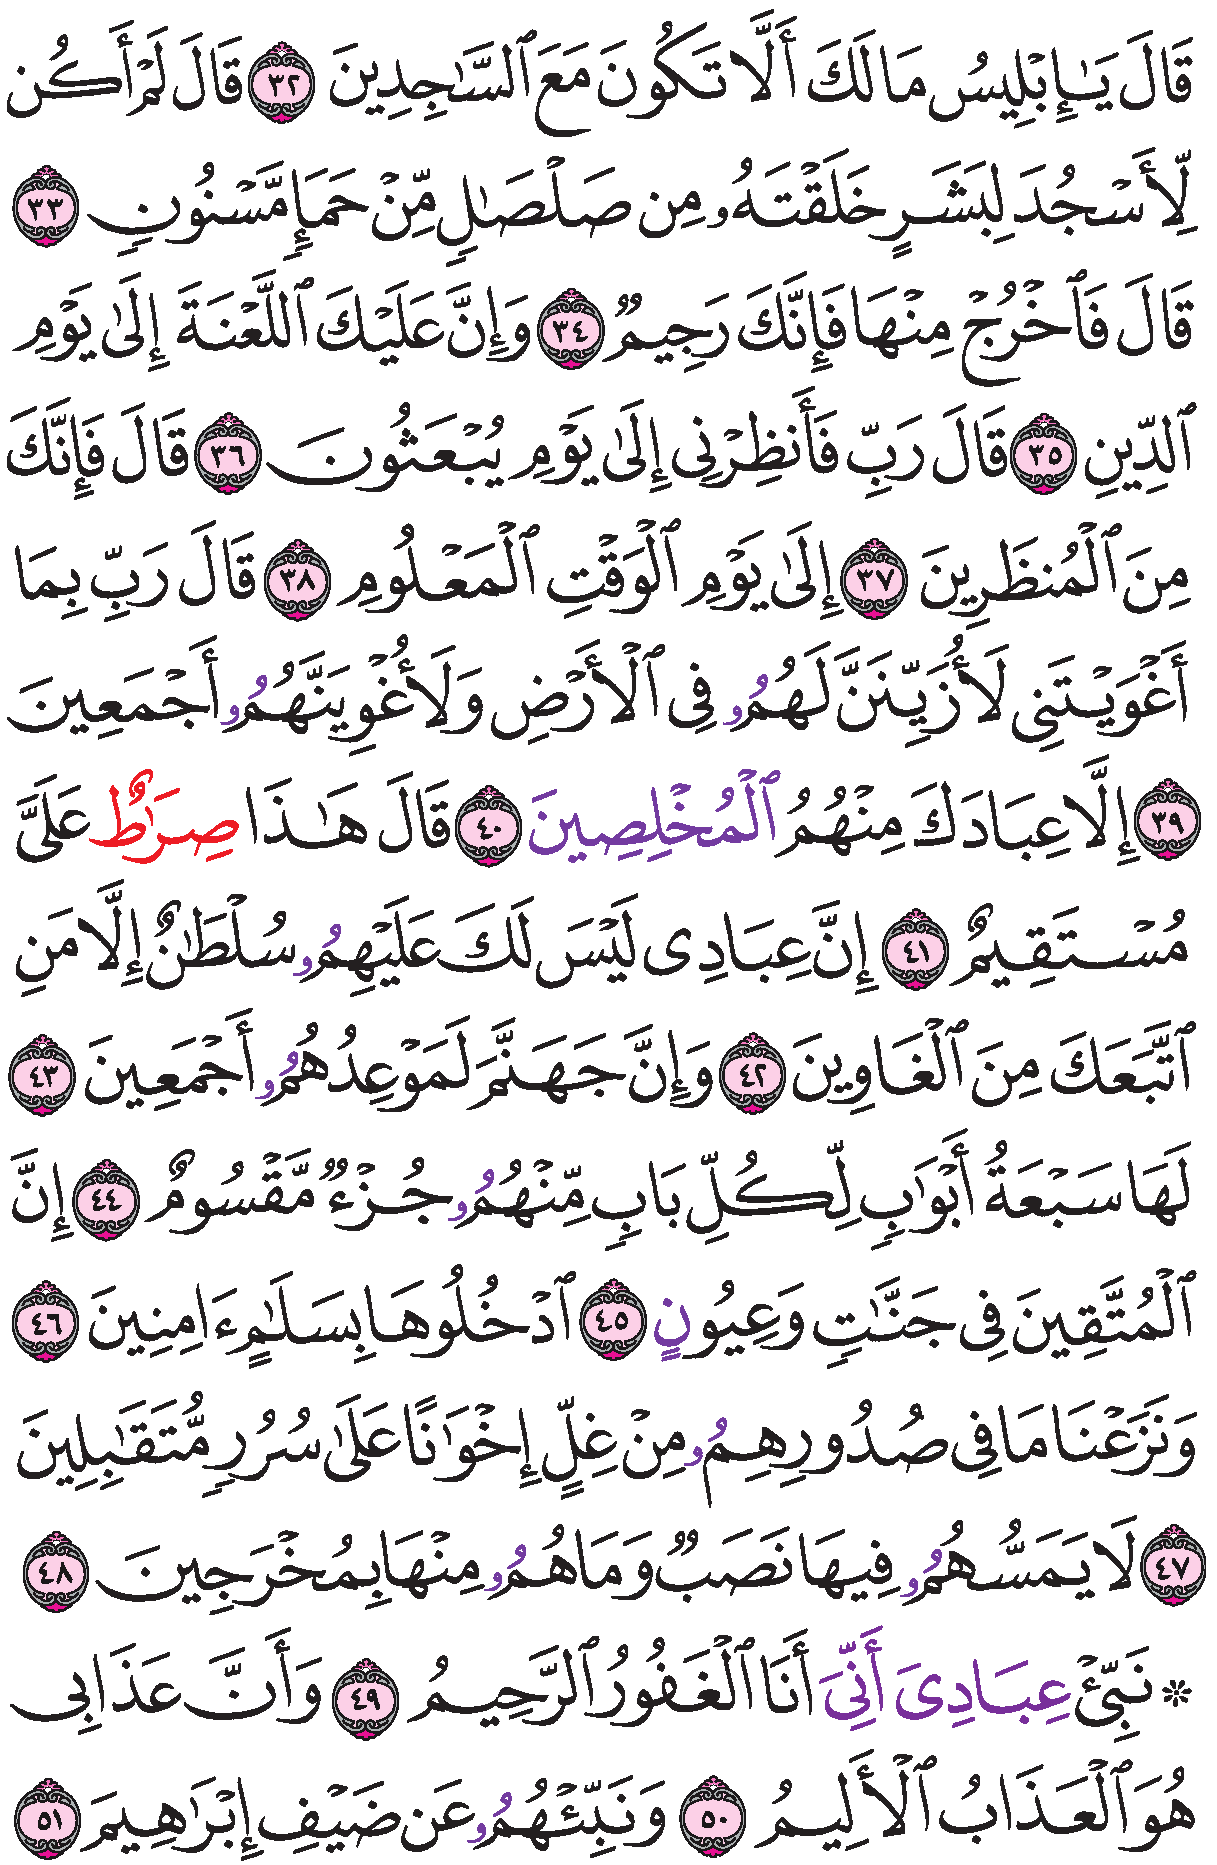 قَالَ يَـٰٓإِبْلِيسُ مَا لَكَ أَلَّا تَكُونَ مَعَ ٱلسَّـٰجِدِينَ ٣٢ قَالَ لَمْ أَكُن
لِّأَسْجُدَ لِبَشَرٍ خَلَقْتَهُۥ مِن صَلْصَـٰلٍ مِّنْ حَمَإٍ مَّسْنُونٍ ٣٣
قَالَ فَٱخْرُجْ مِنْهَا فَإِنَّكَ رَجِيمٌ ٣٤ وَإِنَّ عَلَيْكَ ٱللَّعْنَةَ إِلَىٰ يَوْمِ
ٱلدِّينِ ٣٥ قَالَ رَبِّ فَأَنظِرْنِى إِلَىٰ يَوْمِ يُبْعَثُونَ ٣٦ قَالَ فَإِنَّكَ
مِنَ ٱلْمُنظَرِينَ ٣٧ إِلَىٰ يَوْمِ ٱلْوَقْتِ ٱلْمَعْلُومِ ٣٨ قَالَ رَبِّ بِمَا
أَغْوَيْتَنِى لَأُزَيِّنَنَّ لَهُمُۥ فِى ٱلْأَرْضِ وَلَأُغْوِيَنَّهُمُۥ أَجْمَعِينَ
٣٩ إِلَّا عِبَادَكَ مِنْهُمُ ٱلْمُخْلِصِينَ ٤٠ قَالَ هَـٰذَا صِرَٰطٌ عَلَىَّ
مُسْتَقِيمٌ ٤١ إِنَّ عِبَادِى لَيْسَ لَكَ عَلَيْهِمُۥ سُلْطَـٰنٌ إِلَّا مَنِ
ٱتَّبَعَكَ مِنَ ٱلْغَاوِينَ ٤٢ وَإِنَّ جَهَنَّمَ لَمَوْعِدُهُمُۥ أَجْمَعِينَ ٤٣
لَهَا سَبْعَةُ أَبْوَٰبٍ لِّكُلِّ بَابٍ مِّنْهُمُۥ جُزْءٌ مَّقْسُومٌ ٤٤ إِنَّ
ٱلْمُتَّقِينَ فِى جَنَّـٰتٍ وَعِيُونٍ ٤٥ ٱدْخُلُوهَا بِسَلَـٰمٍ ءَامِنِينَ ٤٦
وَنَزَعْنَا مَا فِى صُدُورِهِمُۥ مِنْ غِلٍّ إِخْوَٰنًا عَلَىٰ سُرُرٍ مُّتَقَـٰبِلِينَ
٤٧ لَا يَمَسُّهُمُۥ فِيهَا نَصَبٌ وَمَا هُمُۥ مِنْهَا بِمُخْرَجِينَ ٤٨
۞ نَبِّئْ عِبَادِىَ أَنِّىَ أَنَا ٱلْغَفُورُ ٱلرَّحِيمُ ٤٩ وَأَنَّ عَذَابِى
هُوَ ٱلْعَذَابُ ٱلْأَلِيمُ ٥٠ وَنَبِّئْهُمُۥ عَن ضَيْفِ إِبْرَٰهِيمَ ٥١